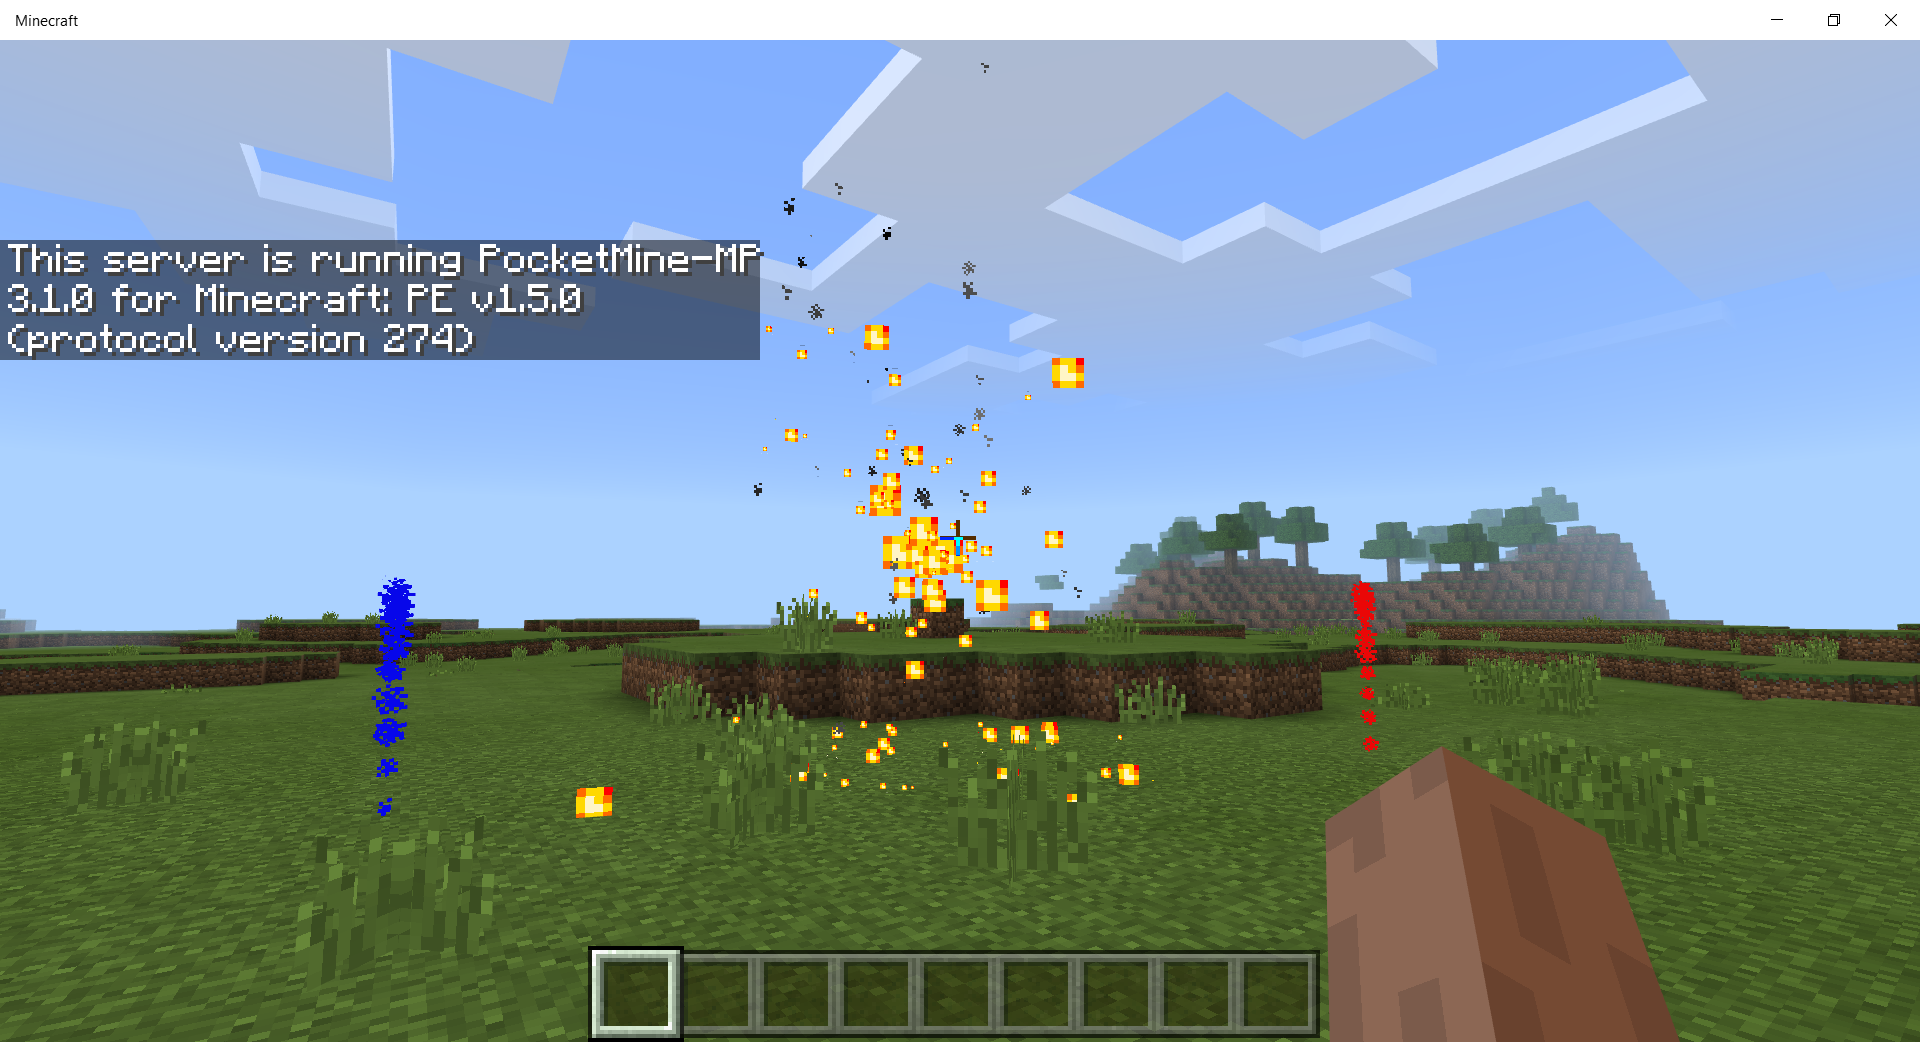 Minecraft
This server is running PocketMine-MP
3.1.0 for Minecraft: PE v1.5.0
(protocol version 274)